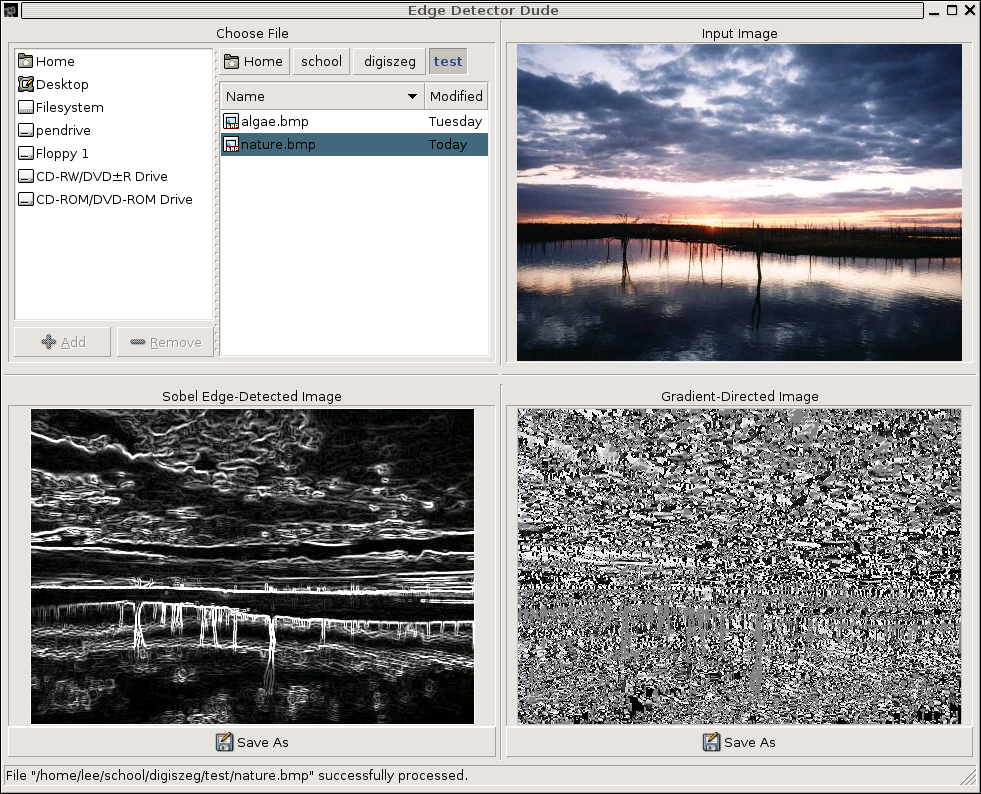 Edge Detector Dude
Choose File
Home
Desktop
Filesystem
pendrive
Floppy 1
CD-RW/DVD±R Drive
CD-ROM/DVD-ROM Drive
Add
Remove
Home school digiszeg test
Name Modified
algae.bmp Tuesday
nature.bmp Today
Input Image
Sobel Edge-Detected Image
Save As
Gradient-Directed Image
Save As
File "/home/lee/school/digiszeg/test/nature.bmp" successfully processed.